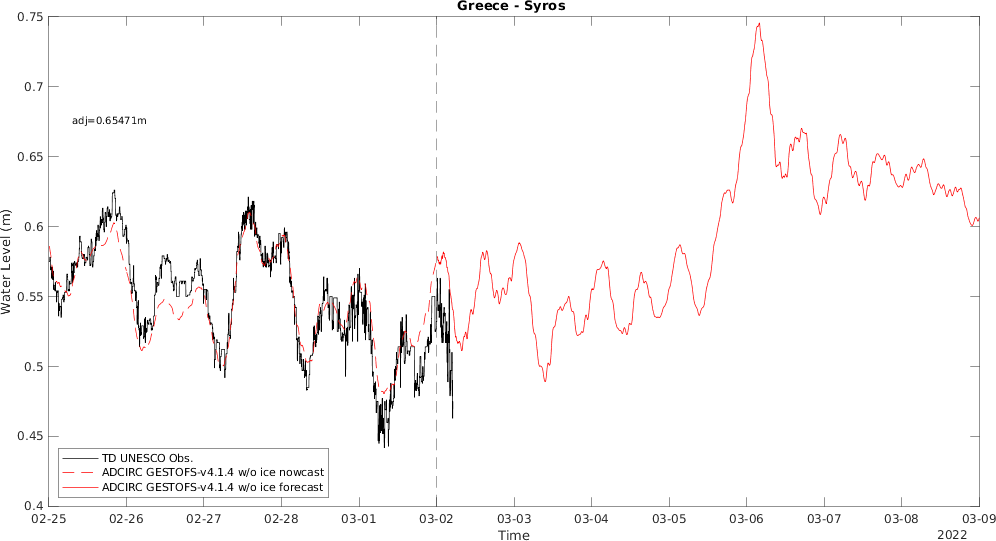 Greece - Syros
0.75
0.7
0.65
0.6
0.55
0.5
0.45
0.4
Water Level (m)
adj=0.65471m
TD UNESCO Obs.
ADCIRC GESTOFS-v4.1.4 w/o ice nowcast
ADCIRC GESTOFS-v4.1.4 w/o ice forecast
02-25 02-26 02-27 02-28 03-01 03-02 03-03 03-04 03-05 03-06 03-07 03-08 03-09
Time
2022